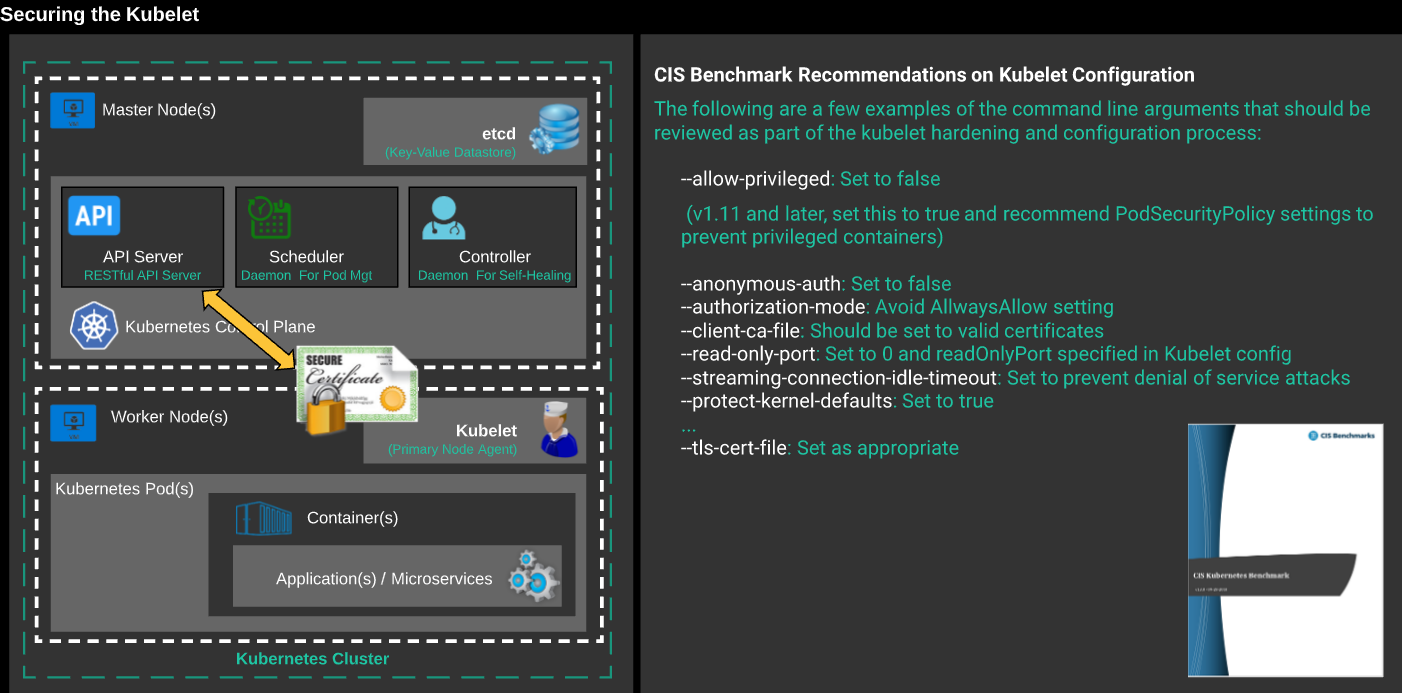 Securing the Kubelet
Master Node(s)
etcd
(Key-Value Datastore)
API
API Server
RESTful API Server
Scheduler
Daemon For Pod Mgt
Controller
Daemon For Self-Healing
Kubernetes Control Plane
SECURE
Certificate
Worker Node(s)
Kubelet
(Primary Node Agent)
Kubernetes Pod(s)
Container(s)
Application(s) / Microservices
Kubernetes Cluster
CIS Benchmark Recommendations on Kubelet Configuration
The following are a few examples of the command line arguments that should be
reviewed as part of the kubelet hardening and configuration process:
--allow-privileged: Set to false
(v1.11 and later, set this to true and recommend PodSecurityPolicy settings to
prevent privileged containers)
--anonymous-auth: Set to false
--authorization-mode: Avoid AllwaysAllow setting
--client-ca-file: Should be set to valid certificates
--read-only-port: Set to 0 and readOnlyPort specified in Kubelet config
--streaming-connection-idle-timeout: Set to prevent denial of service attacks
--protect-kernel-defaults: Set to true
...
--tls-cert-file: Set as appropriate
CIS Benchmarks
CIS Kubernetes Benchmark